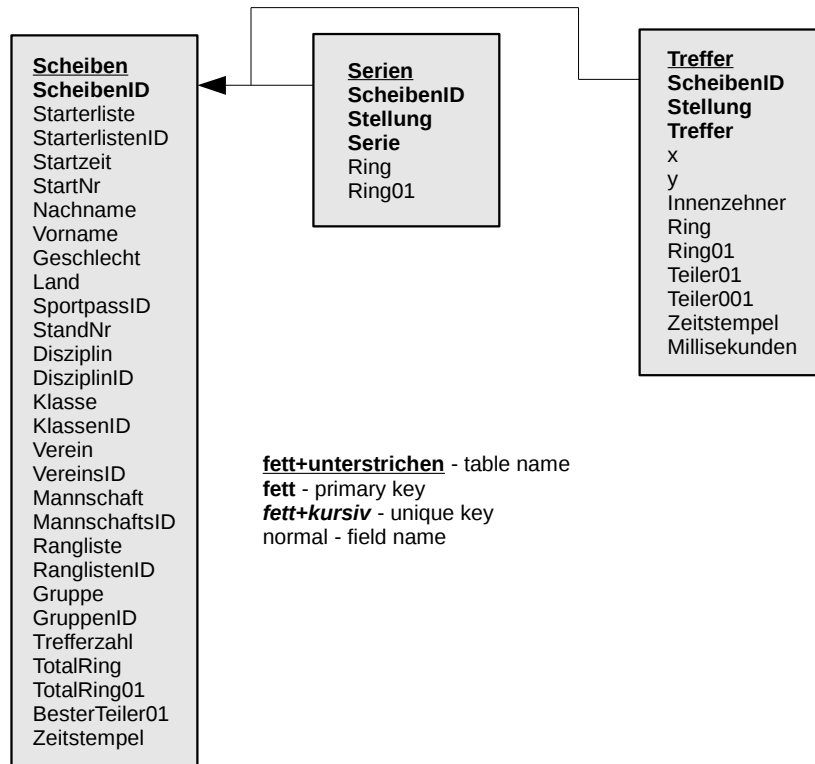 Scheiben
ScheibenID
Starterliste
StarterlistenID
Startzeit
StartNr
Nachname
Vorname
Geschlecht
Land
SportpassID
StandNr
Disziplin
DisziplinID
Klasse
KlassenID
Verein
VereinsID
Mannschaft
MannschaftsID
Rangliste
RanglistenID
Gruppe
GruppenID
Trefferzahl
TotalRing
TotalRing01
BesterTeiler01
Zeitstempel
Serien
ScheibenID
Stellung
Serie
Ring
Ring01
Treffer
ScheibenID
Stellung
Treffer
x
y
Innenzehner
Ring
Ring01
Teiler01
Teiler001
Zeitstempel
Millisekunden
fett+unterstrichen - table name
fett - primary key
fett+kursiv - unique key
normal - field name